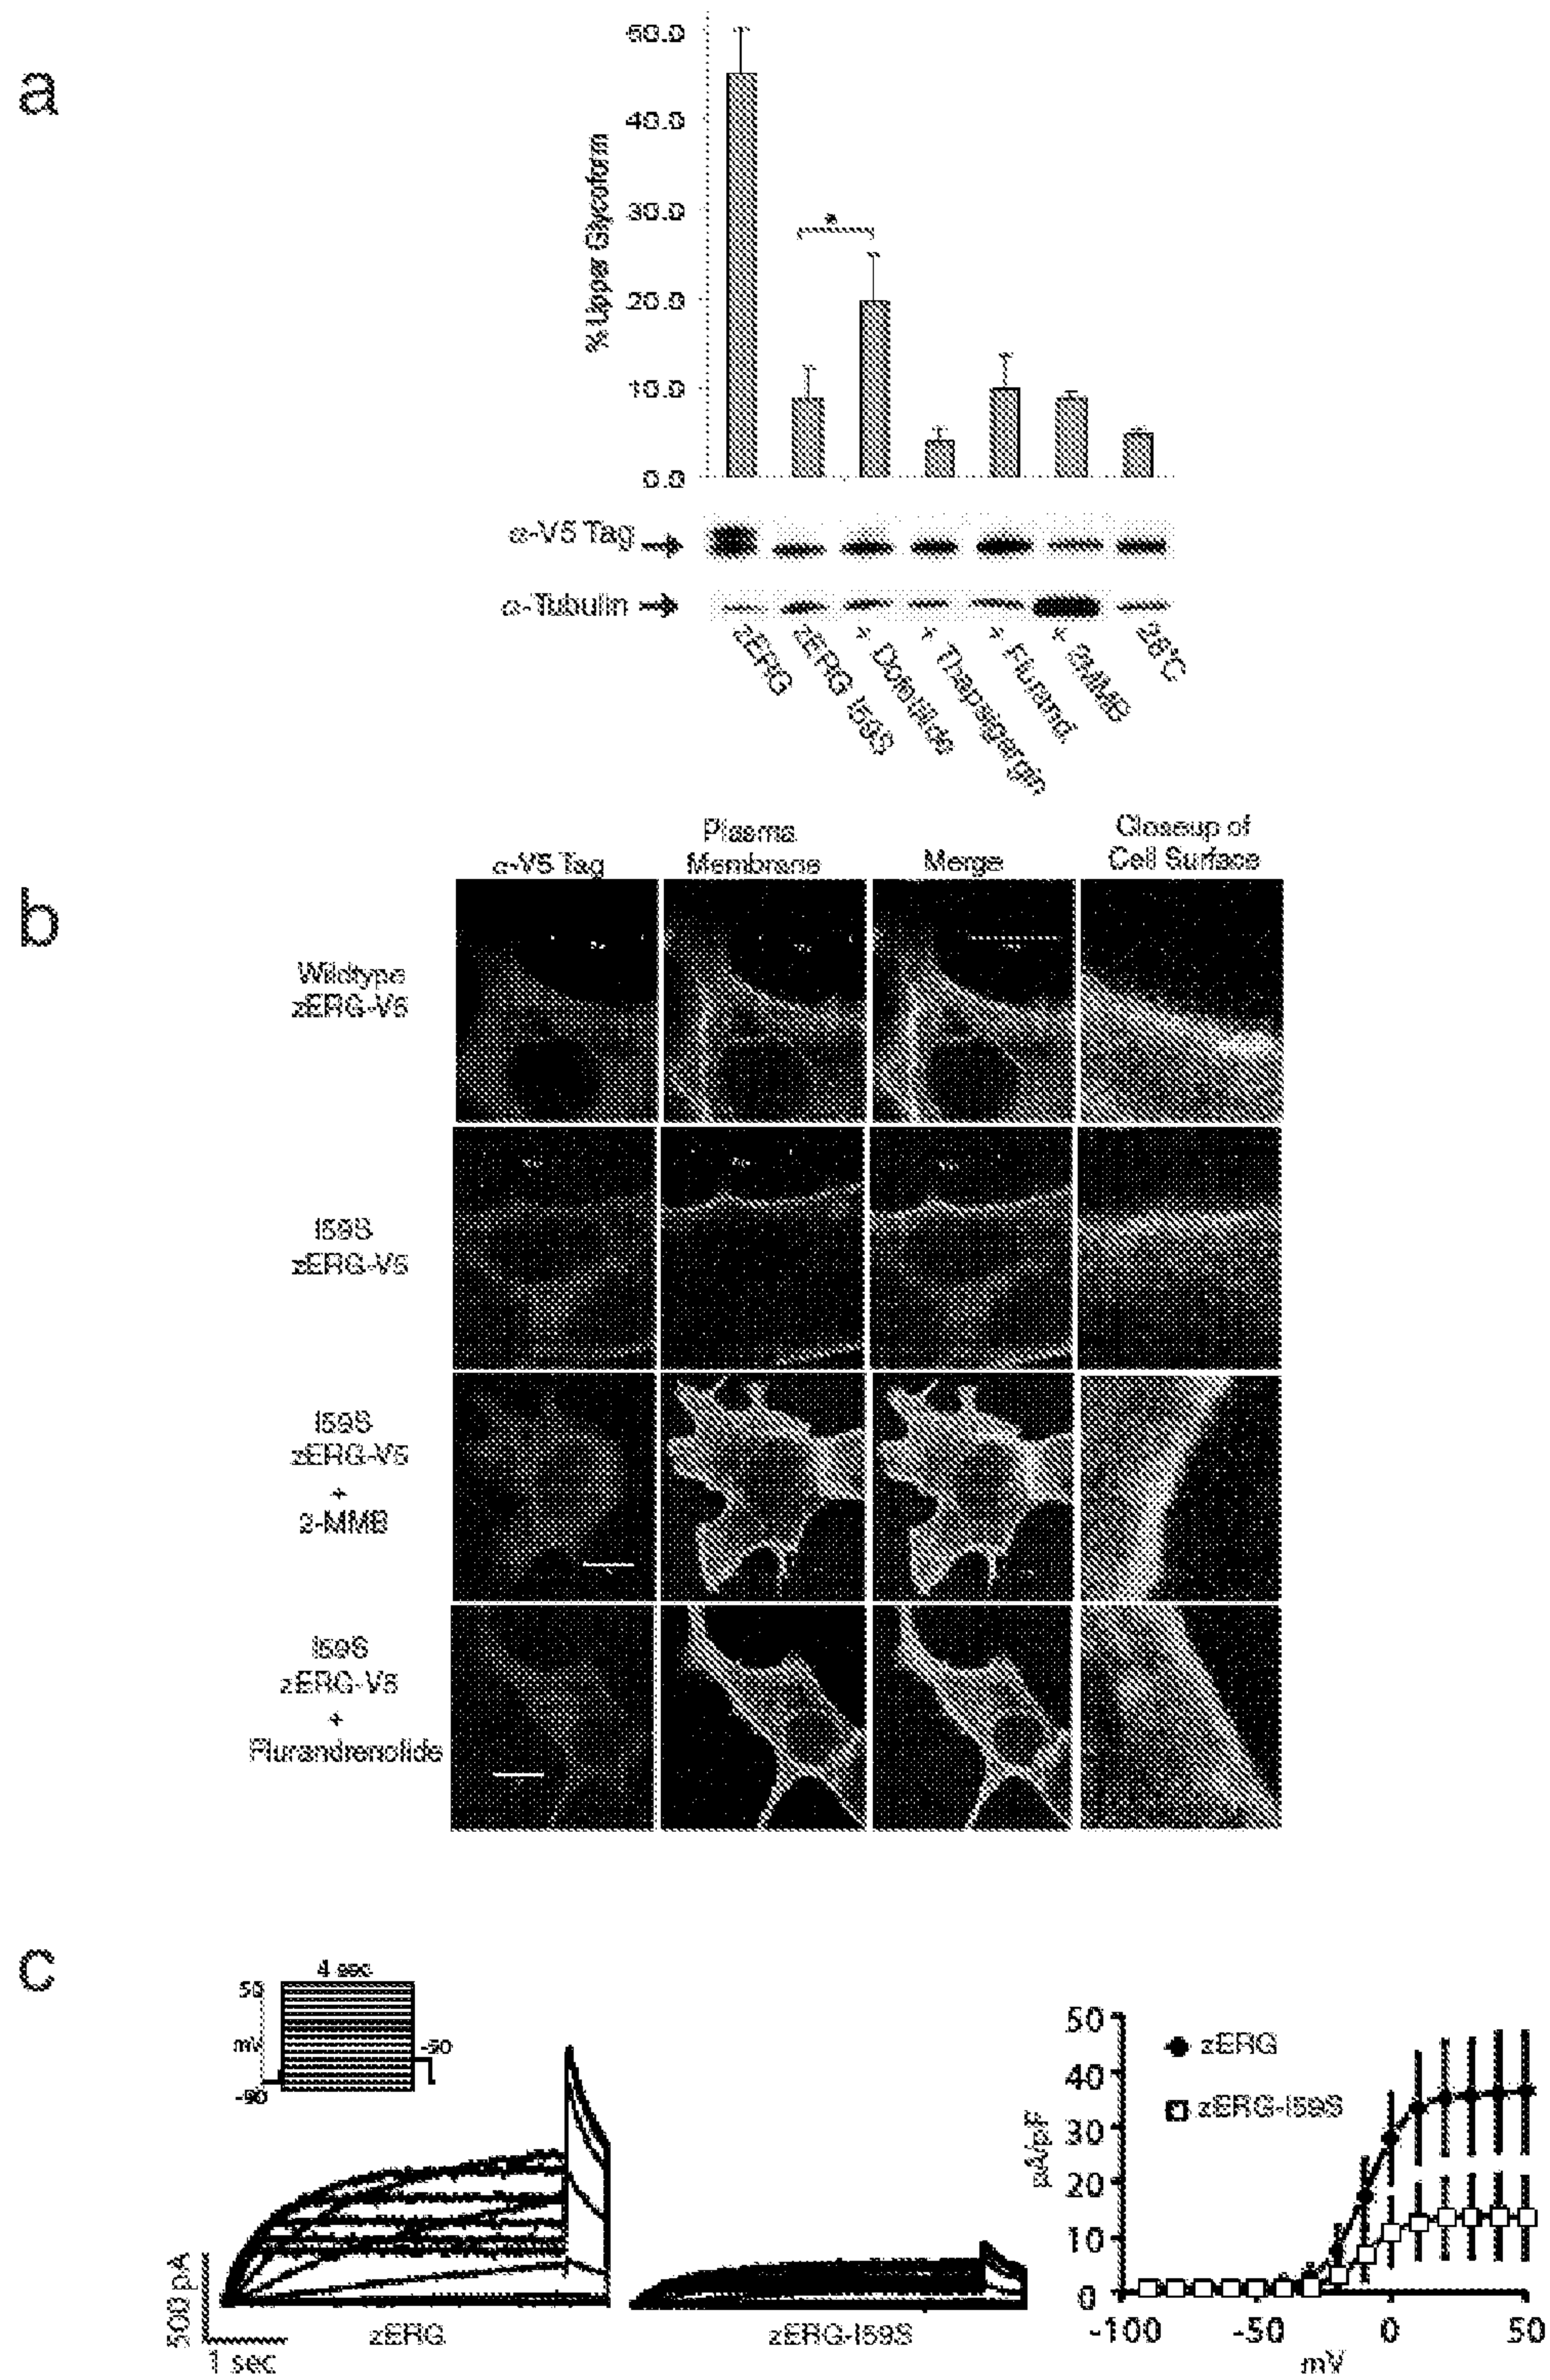 a
% Upper Glycoform
50.0
40.0
30.0
20.0
10.0
0.0
*
α-V5 Tag
α-Tubulin
zERG
zERG I59S
+ Dofetilide
+ Thapsigargin
+ Flurand.
+ 2MMB
28°C
b
α-V5 Tag
Plasma
Membrane
Merge
Closeup of
Cell Surface
Wildtype
zERG-V5
I59S
zERG-V5
I59S
zERG-V5
+
2-MMB
I59S
zERG-V5
+
Flurandrenolide
c
4 sec
50
mV
-50
-90
500 pA
1 sec
zERG
zERG-I59S
zERG
zERG-I59S
pA/pF
50
40
30
20
10
0
-100
-50
0
50
mV